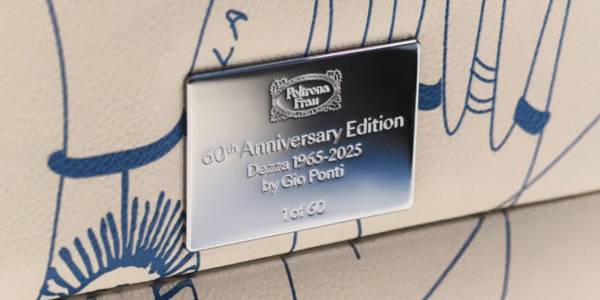 Poltrona
Frau
60th Anniversary Edition
Dezza 1965-2025
by Gio Ponti
1 of 60